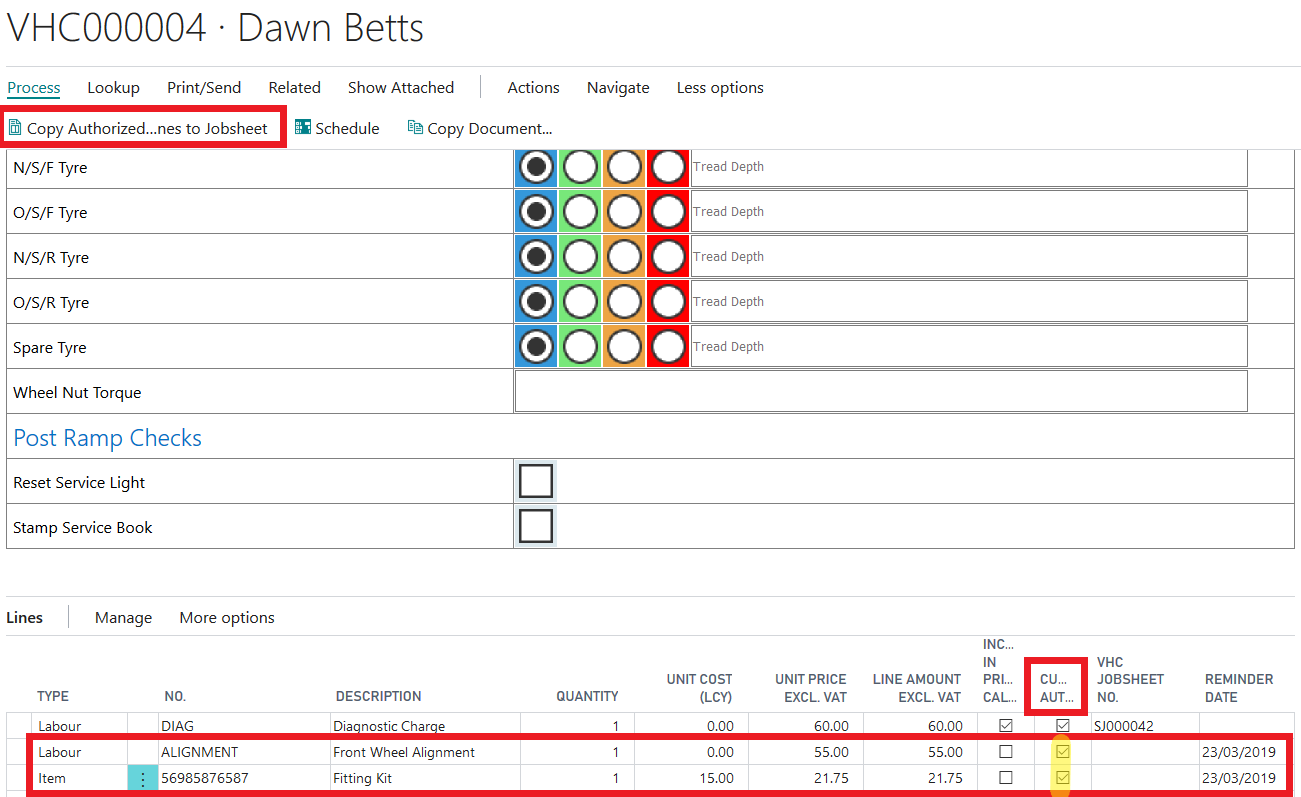 VHC000004 · Dawn Betts
Process Lookup Print/Send Related Show Attached Actions Navigate Less options
Copy Authorized...nes to Jobsheet Schedule Copy Document...
N/S/F Tyre Tread Depth
O/S/F Tyre Tread Depth
N/S/R Tyre Tread Depth
O/S/R Tyre Tread Depth
Spare Tyre Tread Depth
Wheel Nut Torque
Post Ramp Checks
Reset Service Light
Stamp Service Book
Lines Manage More options
TYPE NO. DESCRIPTION QUANTITY UNIT COST (LCY) UNIT PRICE EXCL. VAT LINE AMOUNT EXCL. VAT INC... IN PRI... CAL... CU... AUT... VHC JOBSHEET NO. REMINDER DATE
Labour DIAG Diagnostic Charge 1 0.00 60.00 60.00 SJ000042
Labour ALIGNMENT Front Wheel Alignment 1 0.00 55.00 55.00 23/03/2019
Item 56985876587 Fitting Kit 1 15.00 21.75 21.75 23/03/2019